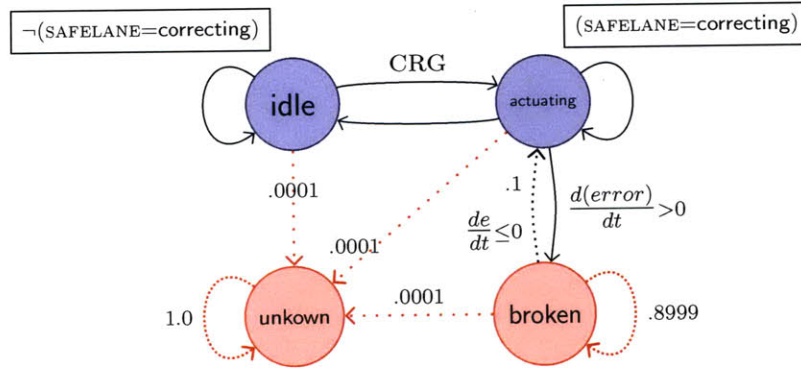 ¬(SAFELANE=correcting)
(SAFELANE=correcting)
CRG
idle
actuating
.0001
.1
d(error)/dt >0
de/dt ≤0
.0001
.0001
1.0
unkown
broken
.8999